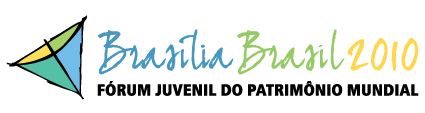 Brasília Brasil 2010
FÓRUM JUVENIL DO PATRIMÔNIO MUNDIAL